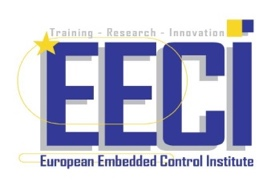 Training - Research - Innovation
EECI
European Embedded Control Institute